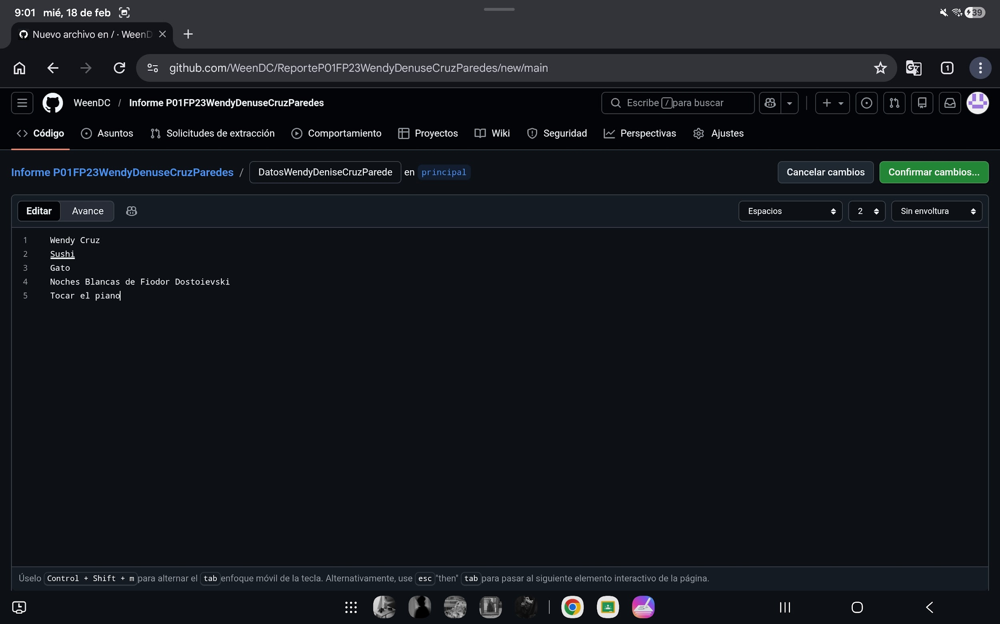 9:01 mié, 18 de feb
39
Nuevo archivo en / · WeenD
github.com/WeenDC/ReporteP01FP23WendyDenuseCruzParedes/new/main
1
WeenDC / Informe P01FP23WendyDenuseCruzParedes
Escribe / para buscar
Código Asuntos Solicitudes de extracción Comportamiento Proyectos Wiki Seguridad Perspectivas Ajustes
Informe P01FP23WendyDenuseCruzParedes / DatosWendyDeniseCruzParede en principal
Cancelar cambios Confirmar cambios...
Editar Avance
Espacios 2 Sin envoltura
1 Wendy Cruz
2 Sushi
3 Gato
4 Noches Blancas de Fiodor Dostoievski
5 Tocar el piano
Úselo Control + Shift + m para alternar el tab enfoque móvil de la tecla. Alternativamente, use esc "then" tab para pasar al siguiente elemento interactivo de la página.